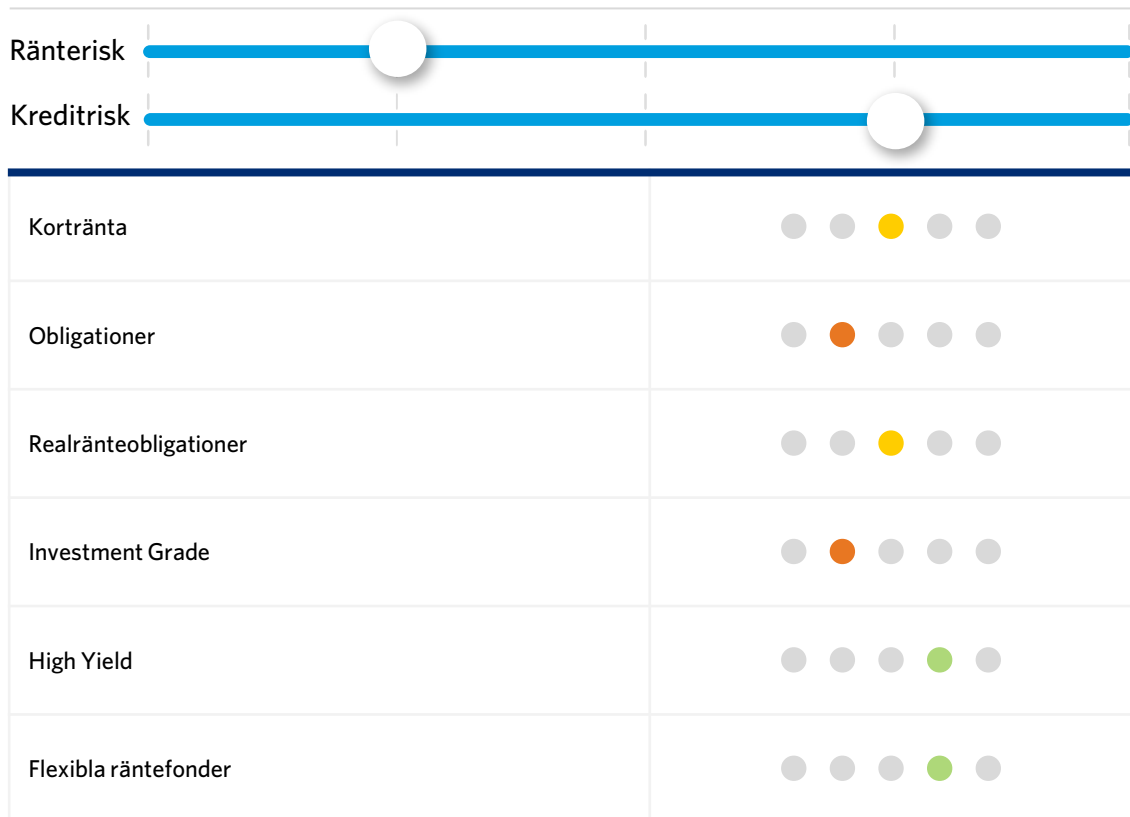 Ränterisk
Kreditrisk
Kortränta
Obligationer
Realränteobligationer
Investment Grade
High Yield
Flexibla räntefonder